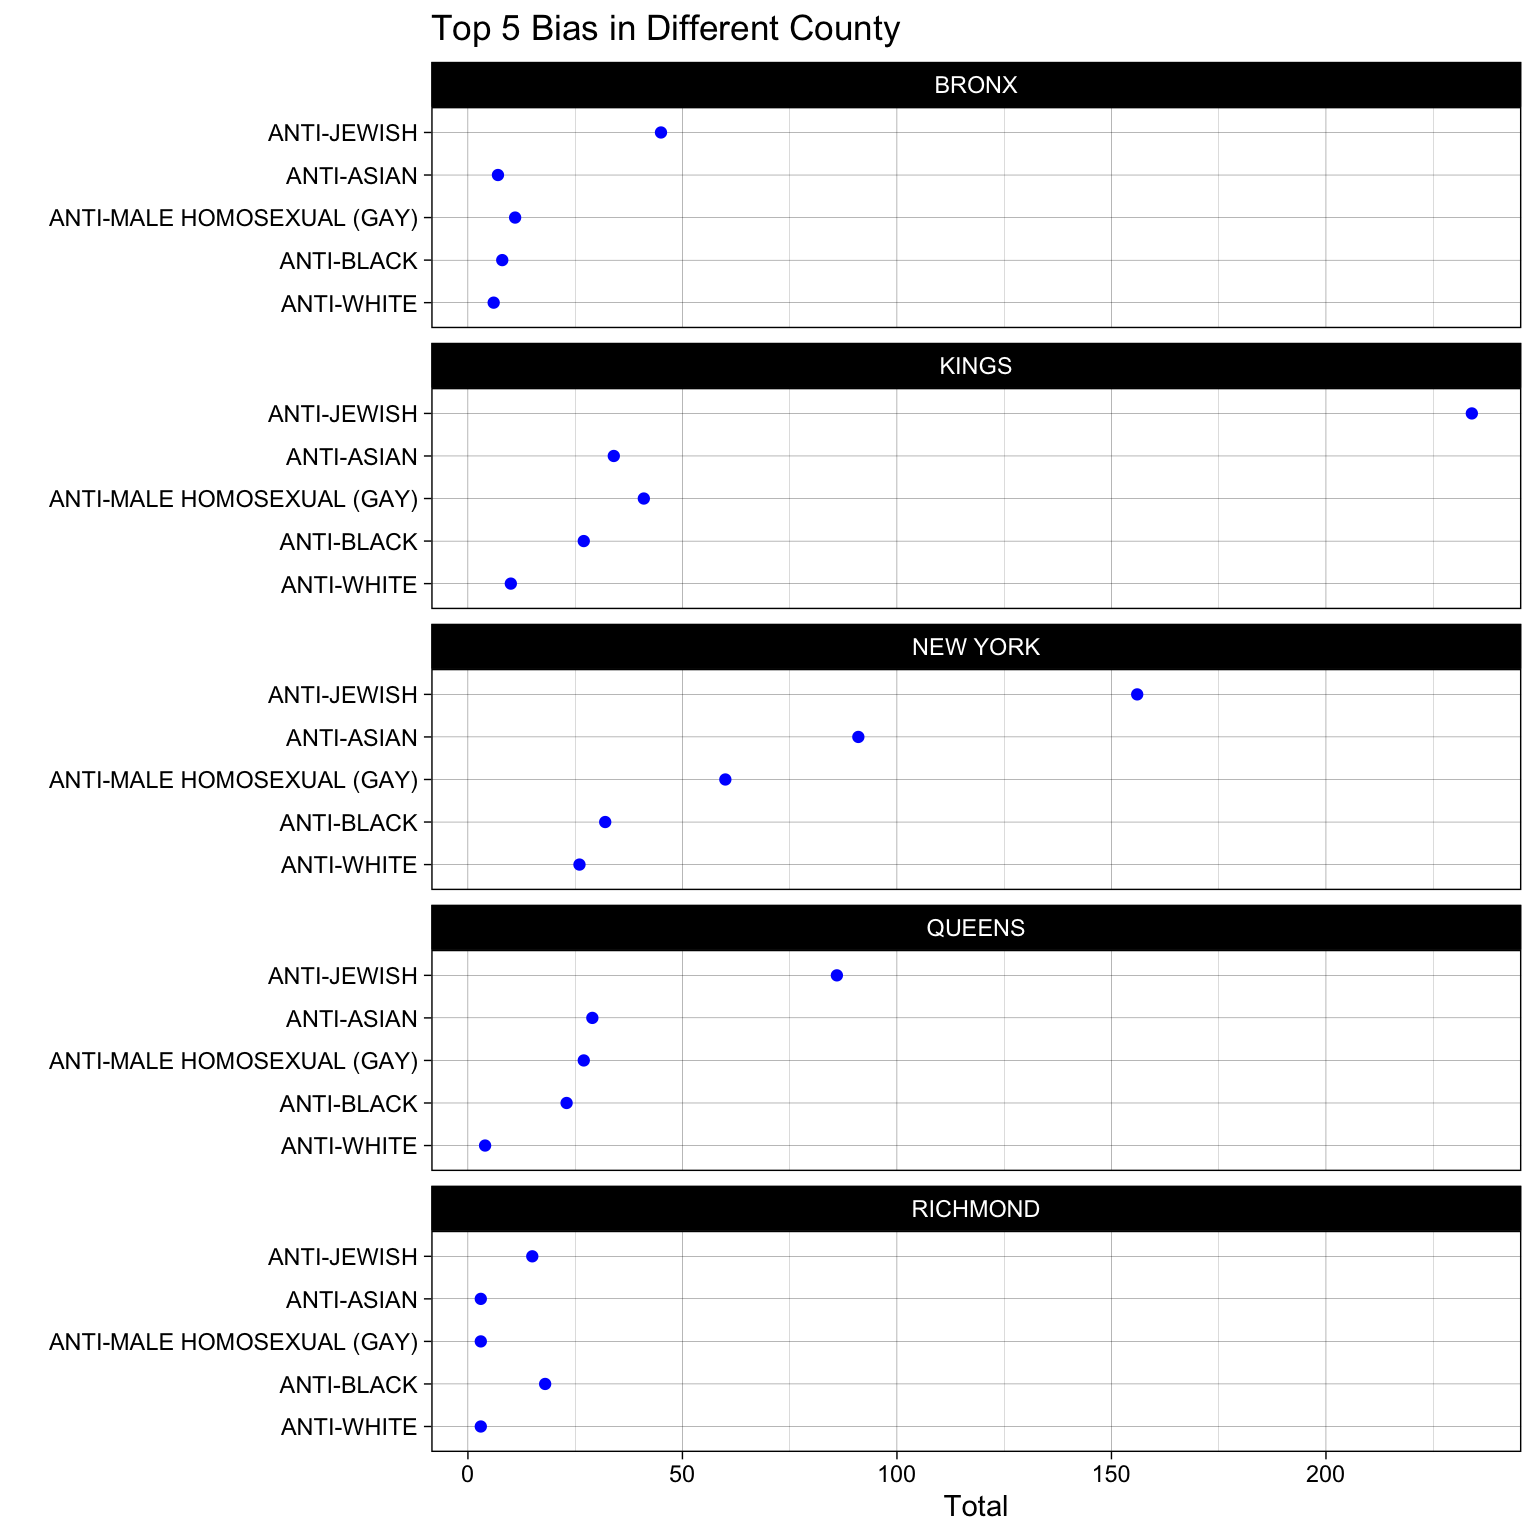 Top 5 Bias in Different County
BRONX
ANTI-JEWISH
ANTI-ASIAN
ANTI-MALE HOMOSEXUAL (GAY)
ANTI-BLACK
ANTI-WHITE
KINGS
ANTI-JEWISH
ANTI-ASIAN
ANTI-MALE HOMOSEXUAL (GAY)
ANTI-BLACK
ANTI-WHITE
NEW YORK
ANTI-JEWISH
ANTI-ASIAN
ANTI-MALE HOMOSEXUAL (GAY)
ANTI-BLACK
ANTI-WHITE
QUEENS
ANTI-JEWISH
ANTI-ASIAN
ANTI-MALE HOMOSEXUAL (GAY)
ANTI-BLACK
ANTI-WHITE
RICHMOND
ANTI-JEWISH
ANTI-ASIAN
ANTI-MALE HOMOSEXUAL (GAY)
ANTI-BLACK
ANTI-WHITE
0 50 100 150 200
Total